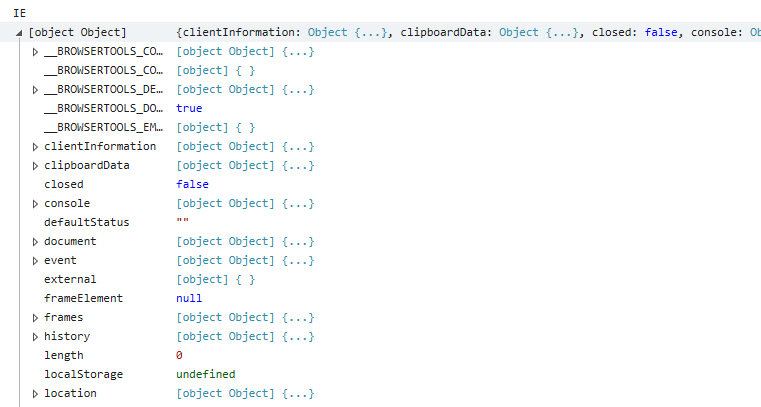 IE
[object Object] {clientInformation: Object {...}, clipboardData: Object {...}, closed: false, console: Ob
__BROWSERTOOLS_CO... [object Object] {...}
__BROWSERTOOLS_CO... [object] { }
__BROWSERTOOLS_DE... [object Object] {...}
__BROWSERTOOLS_DO... true
__BROWSERTOOLS_EM... [object] { }
clientInformation [object Object] {...}
clipboardData [object Object] {...}
closed false
console [object Object] {...}
defaultStatus ""
document [object Object] {...}
event [object Object] {...}
external [object] { }
frameElement null
frames [object Object] {...}
history [object Object] {...}
length 0
localStorage undefined
location [object Object] {...}